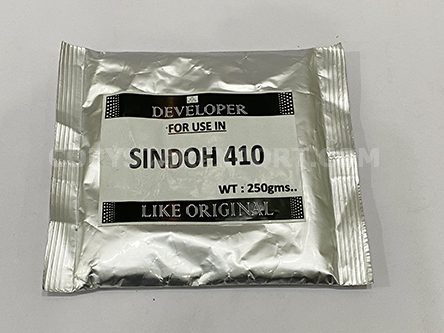 DEVELOPER
FOR USE IN
SINDOH 410
WT : 250gms..
LIKE ORIGINAL